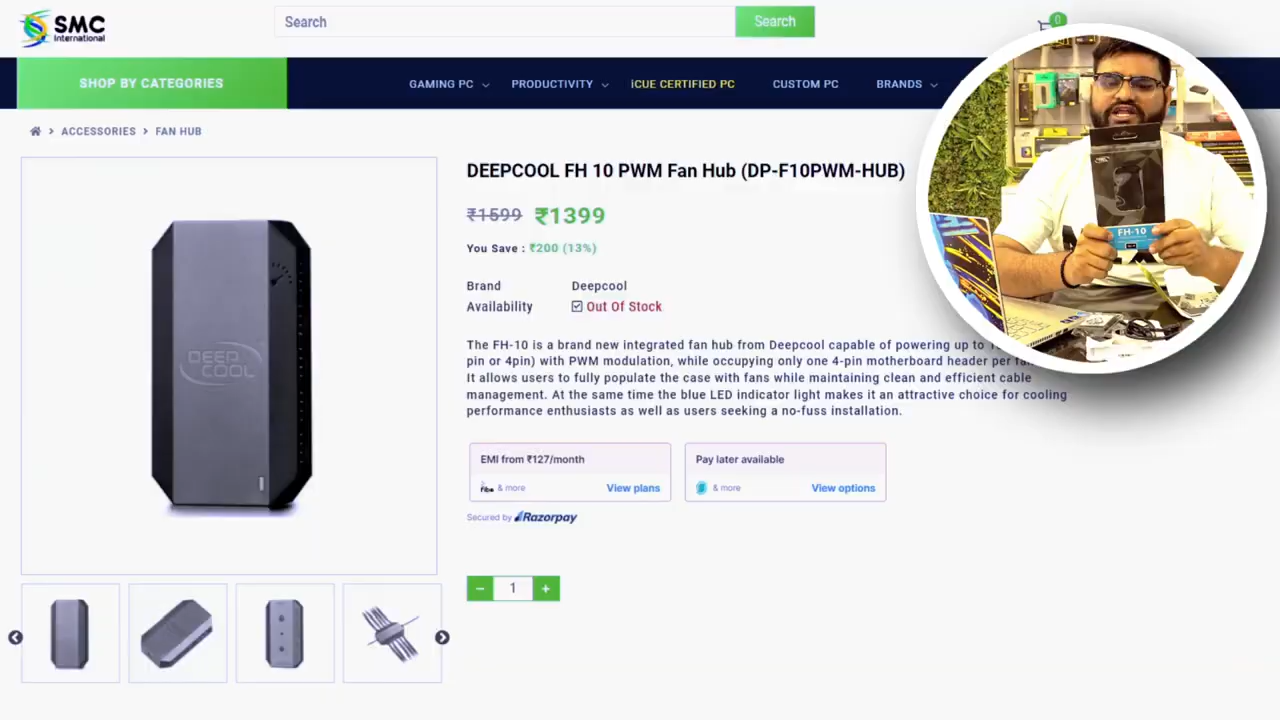 SMC
International
Search
Search
0
SHOP BY CATEGORIES
GAMING PC
PRODUCTIVITY
iCUE CERTIFIED PC
CUSTOM PC
BRANDS
ACCESSORIES
FAN HUB
DEEPCOOL FH 10 PWM Fan Hub (DP-F10PWM-HUB)
₹1599 ₹1399
You Save : ₹200 (13%)
Brand Deepcool
Availability Out Of Stock
FH-10
DEEP
COOL
The FH-10 is a brand new integrated fan hub from Deepcool capable of powering up to
pin or 4pin) with PWM modulation, while occupying only one 4-pin motherboard header per
It allows users to fully populate the case with fans while maintaining clean and efficient cable
management. At the same time the blue LED indicator light makes it an attractive choice for cooling
performance enthusiasts as well as users seeking a no-fuss installation.
EMI from ₹127/month
& more View plans
Pay later available
& more View options
Secured by Razorpay
- 1 +